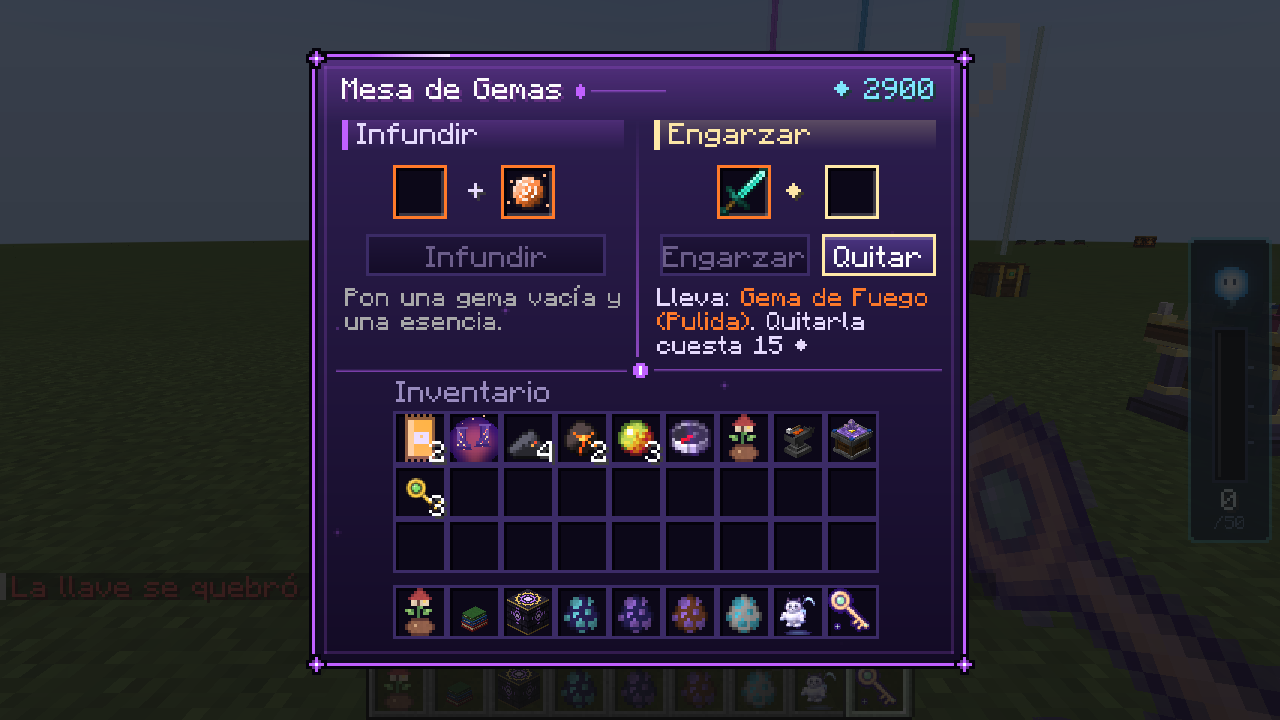 Mesa de Gemas
2900
Infundir
Engarzar
+
Infundir
Engarzar
Quitar
Pon una gema vacía y
una esencia.
Lleva: Gema de Fuego
(Pulida). Quitarla
cuesta 15
Inventario
2
4
2
3
3
0
/50
La llave se quebró